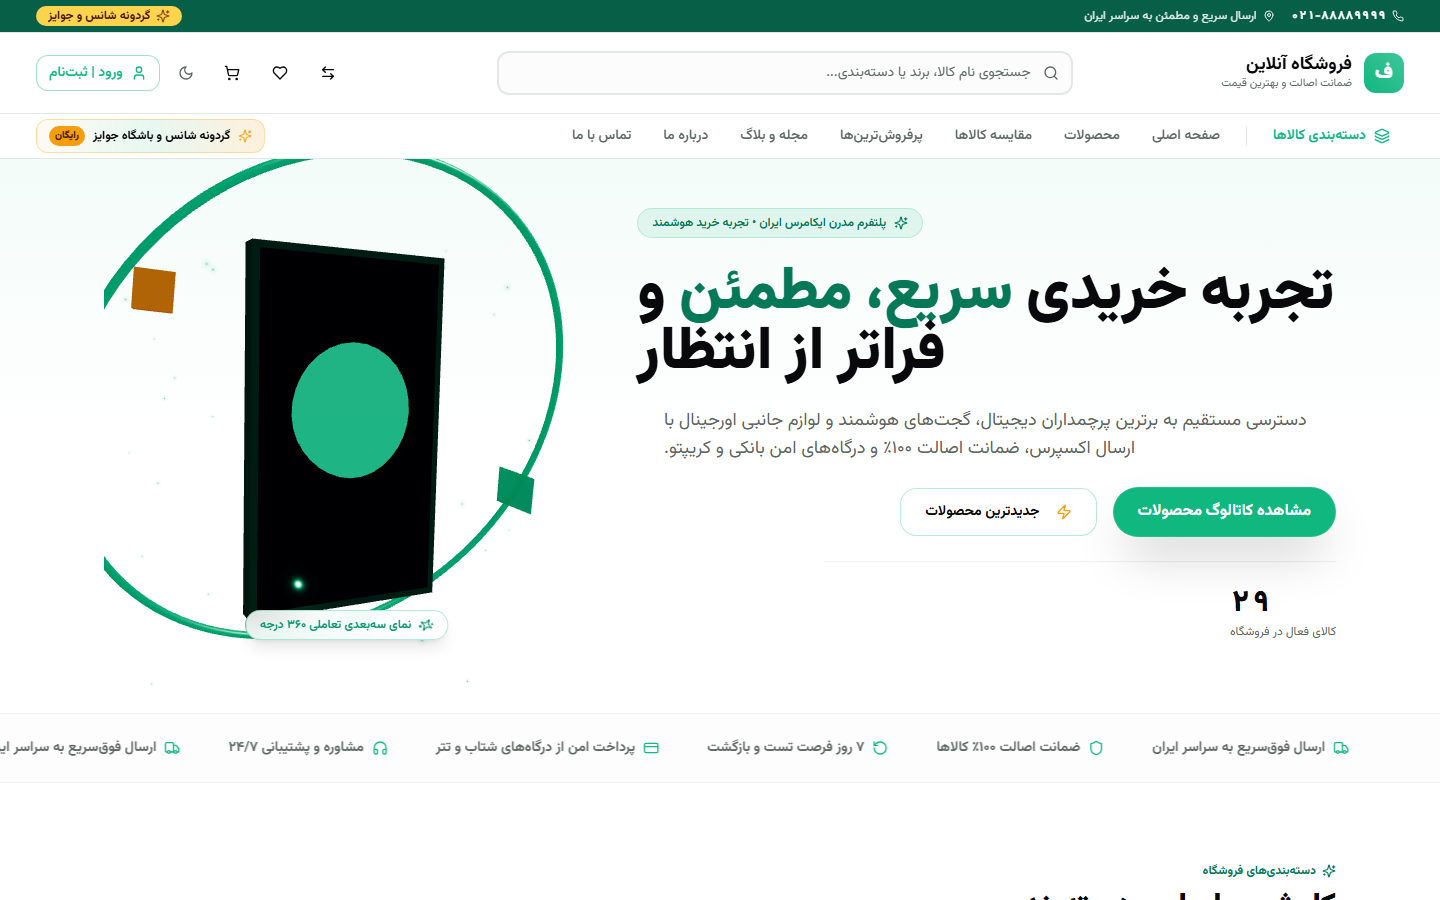 ۰۲۱-۸۸۸۸۹۹۹۹
ارسال سریع و مطمئن به سراسر ایران
گردونه شانس و جوایز
ف
فروشگاه آنلاین
ضمانت اصالت و بهترین قیمت
جستجوی نام کالا، برند یا دسته‌بندی...
ورود | ثبت‌نام
دسته‌بندی کالاها
صفحه اصلی
محصولات
مقایسه کالاها
پرفروش‌ترین‌ها
مجله و بلاگ
درباره ما
تماس با ما
گردونه شانس و باشگاه جوایز
رایگان
پلتفرم مدرن ایکامرس ایران • تجربه خرید هوشمند
تجربه خریدی سریع، مطمئن و
فراتر از انتظار
دسترسی مستقیم به برترین پرچمداران دیجیتال، گجت‌های هوشمند و لوازم جانبی اورجینال با
ارسال اکسپرس، ضمانت اصالت ۱۰۰٪ و درگاه‌های امن بانکی و کریپتو.
مشاهده کاتالوگ محصولات
جدیدترین محصولات
۲۹
کالای فعال در فروشگاه
نمای سه‌بعدی تعاملی ۳۶۰ درجه
ارسال فوق‌سریع به سراسر ایران
ضمانت اصالت ۱۰۰٪ کالاها
۷ روز فرصت تست و بازگشت
پرداخت امن از درگاه‌های شتاب و تتر
مشاوره و پشتیبانی ۲۴/۷
ارسال فوق‌سریع به سراسر
دسته‌بندی‌های فروشگاه